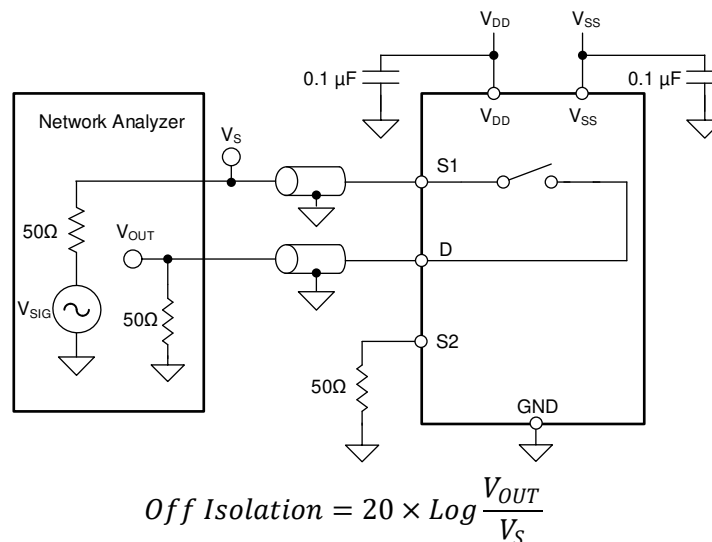 V_DD V_SS
0.1 µF 0.1 µF
Network Analyzer
V_DD V_SS
V_S
S1
50Ω
V_OUT
D
V_SIG
50Ω
S2
50Ω
GND
Off Isolation = 20 × Log V_OUT / V_S